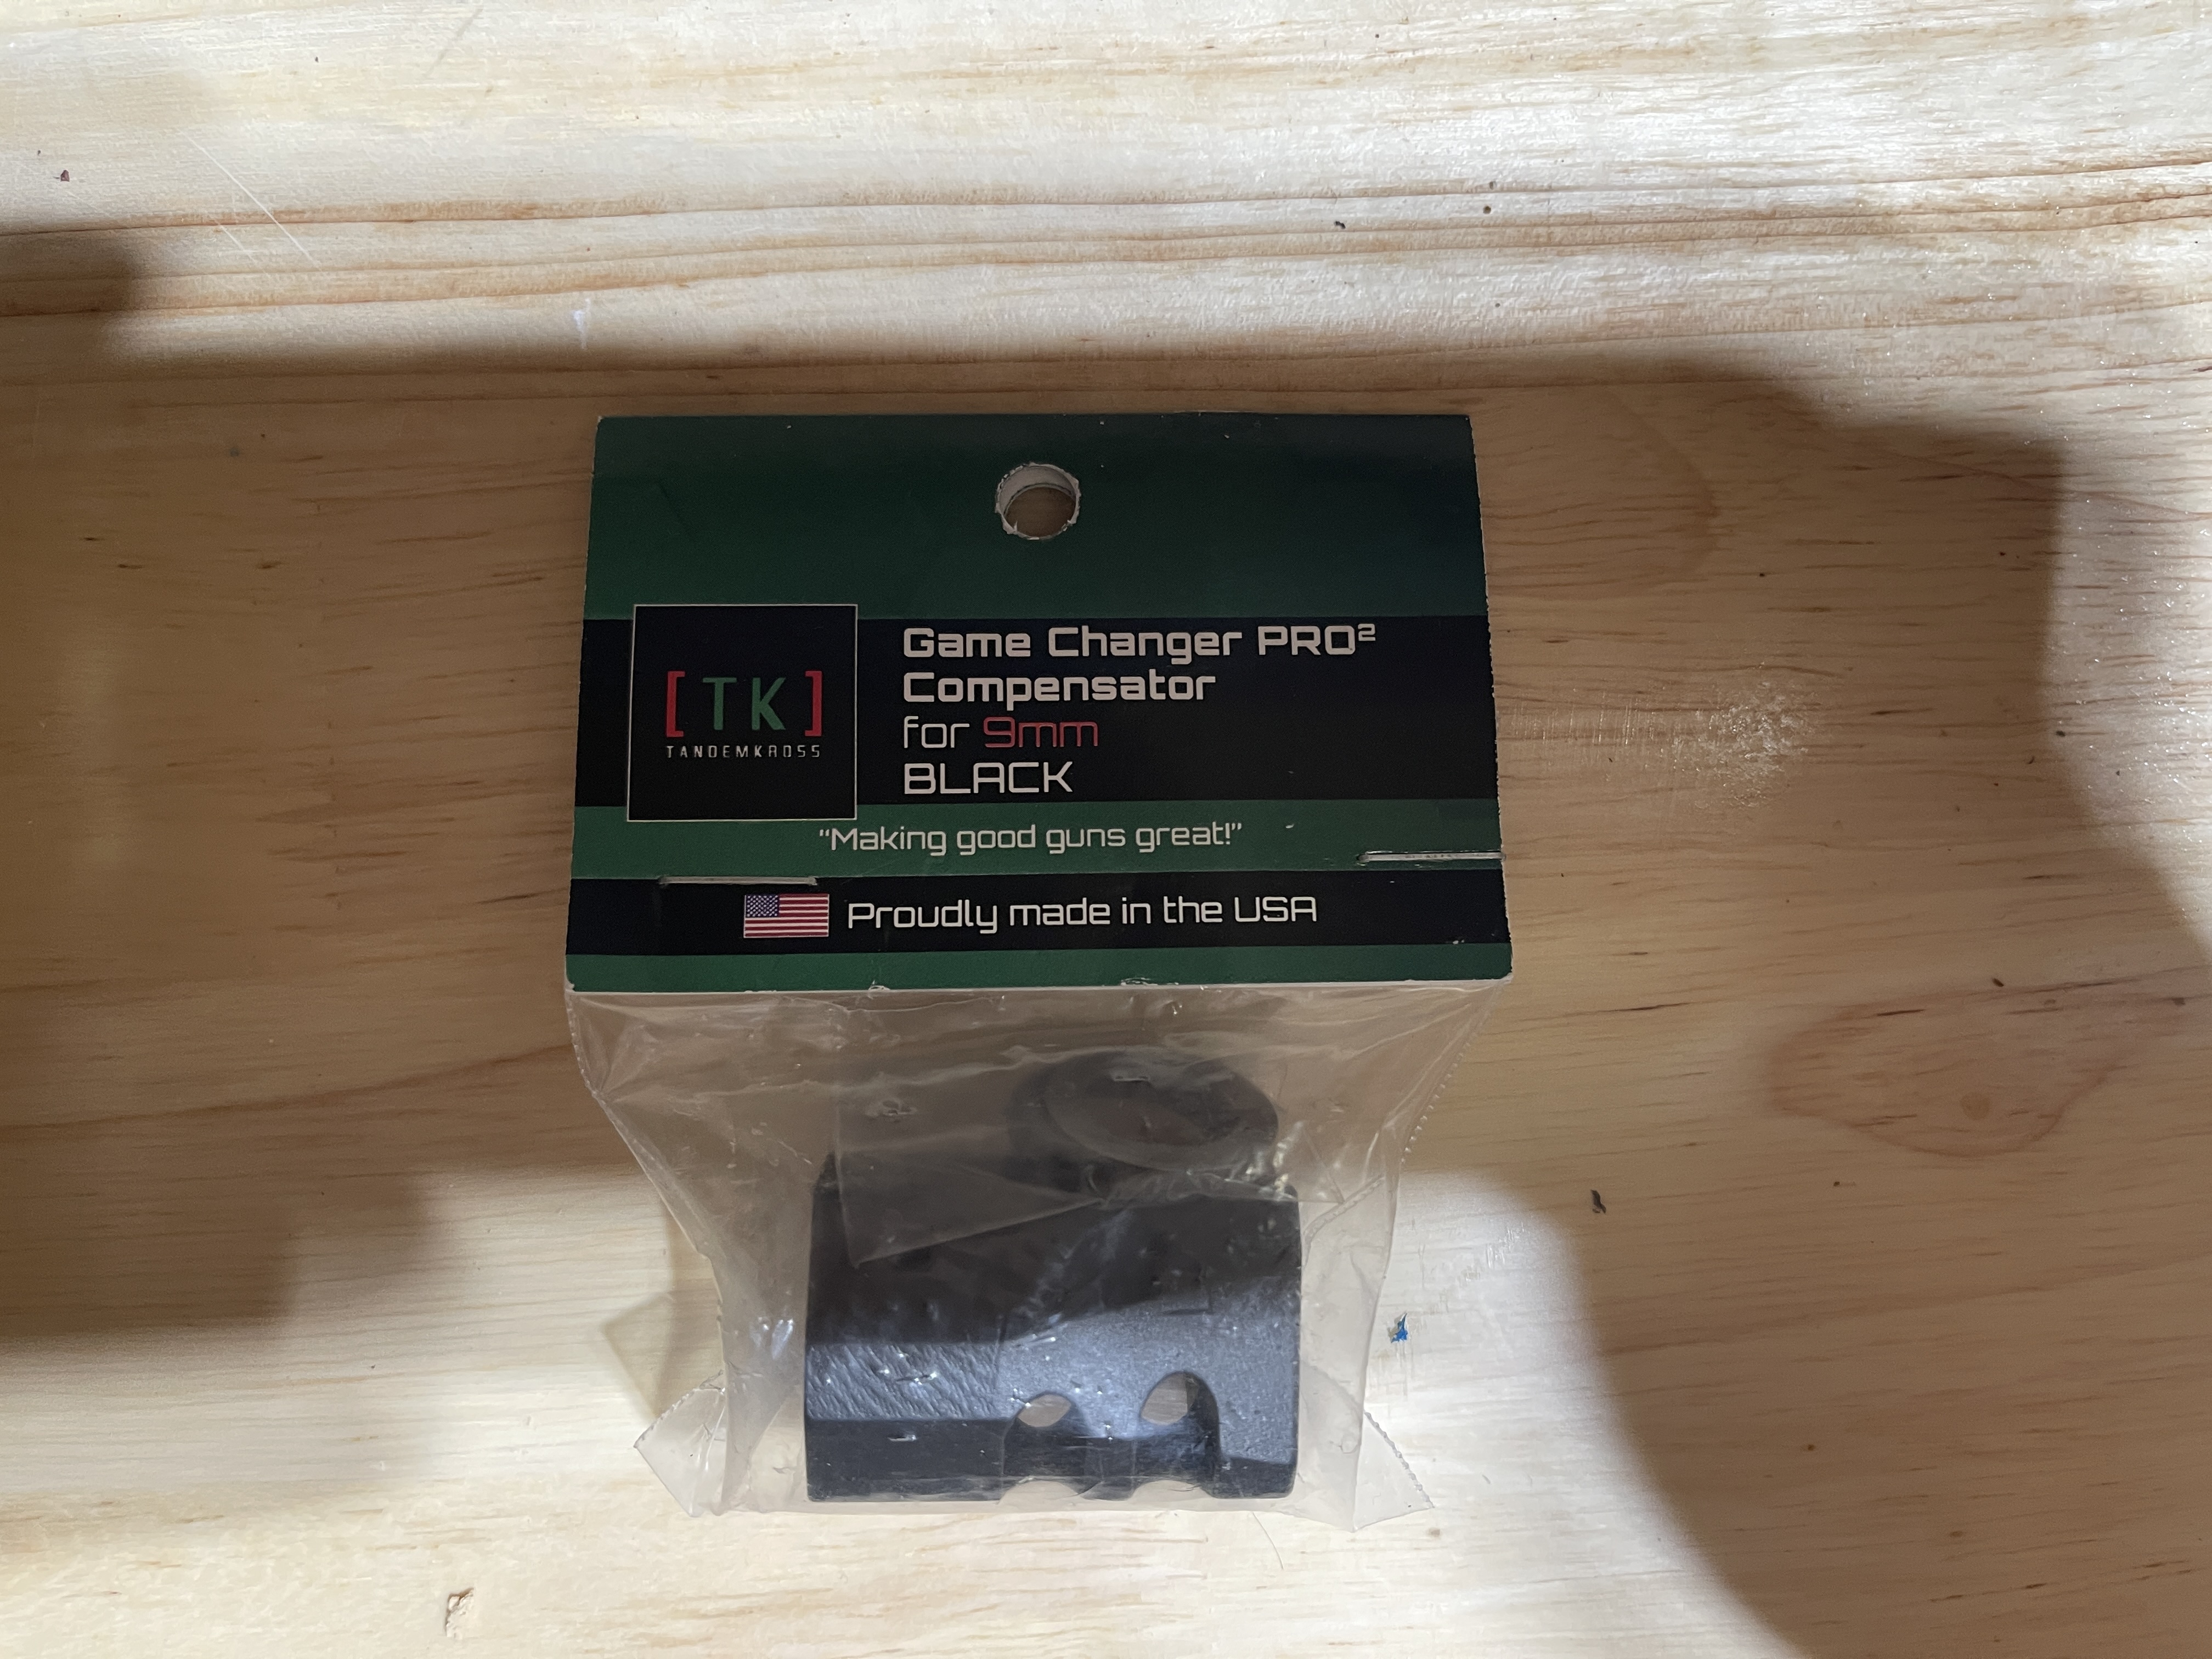 [TK]
TANDEMKROSS
Game Changer PRO²
Compensator
for 9mm
BLACK
“Making good guns great!”
Proudly made in the USA